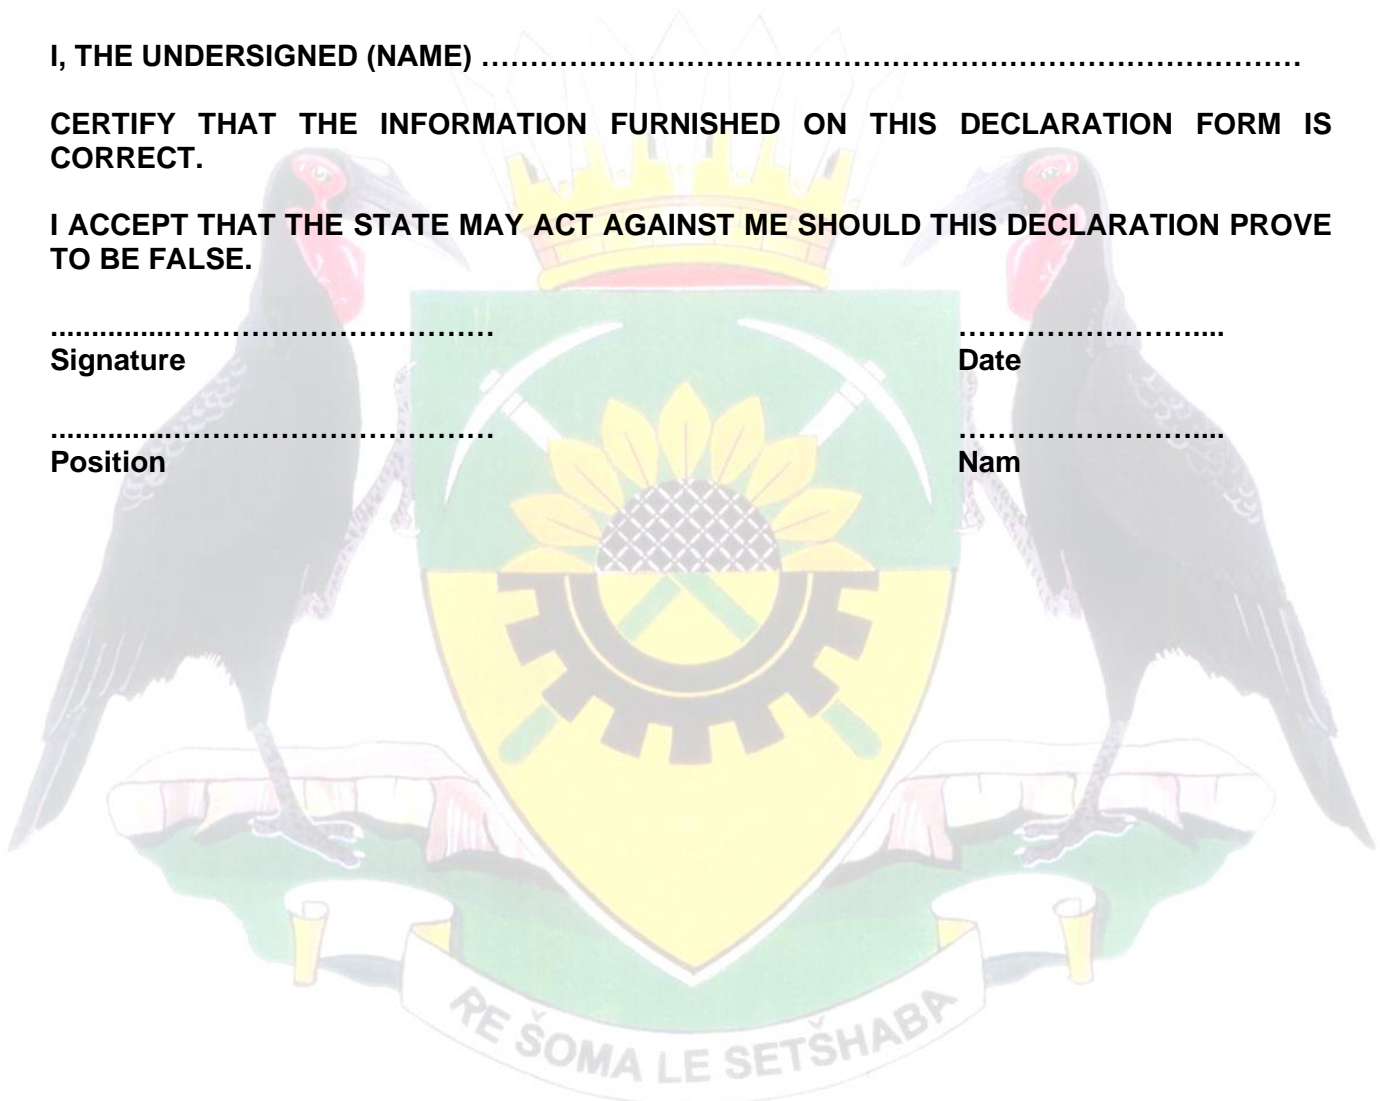 I, THE UNDERSIGNED (NAME) ………………………………………………………………………
CERTIFY THAT THE INFORMATION FURNISHED ON THIS DECLARATION FORM IS
CORRECT.
I ACCEPT THAT THE STATE MAY ACT AGAINST ME SHOULD THIS DECLARATION PROVE
TO BE FALSE.
...............………………………………… ……………………....
Signature Date
...............………………………………… ……………………....
Position Nam
RE ŠOMA LE SETŠHABA